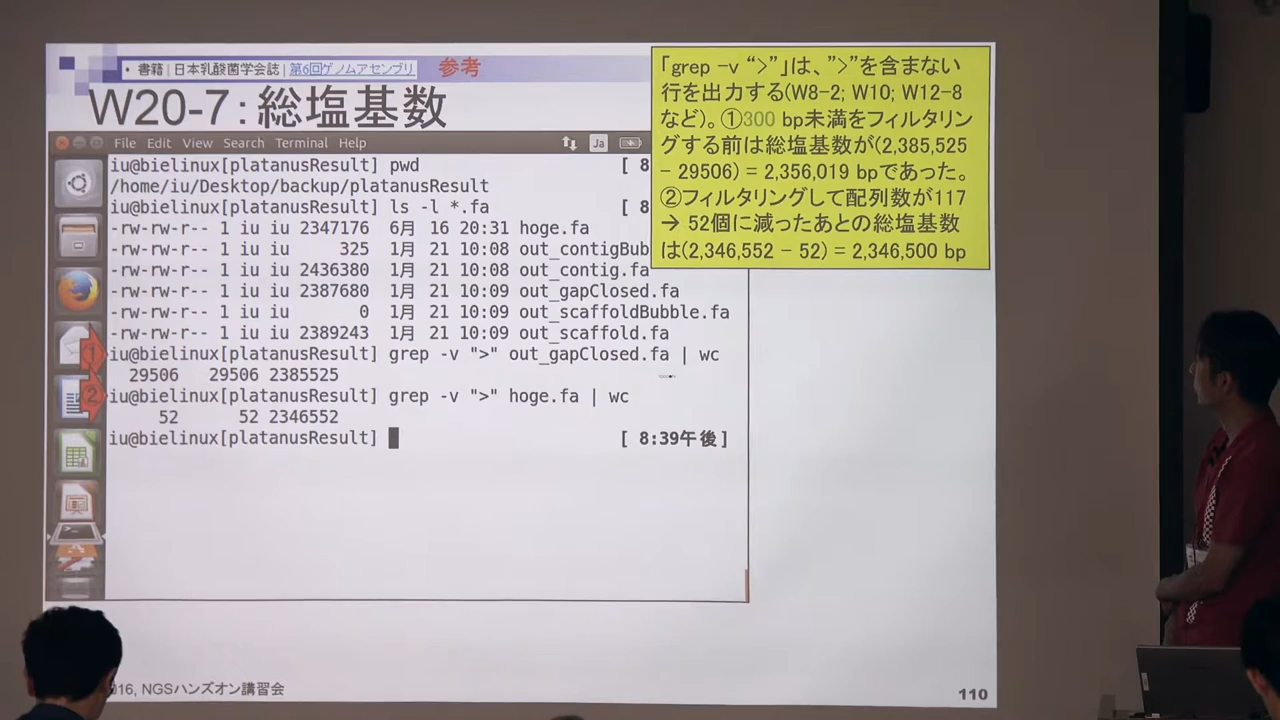 ・書籍 | 日本乳酸菌学会誌 | 第6回ゲノムアセンブリ
参考
W20-7：総塩基数
「grep –v “>”」は、”>”を含まない
行を出力する(W8-2; W10; W12-8
など)。①300 bp未満をフィルタリン
グする前は総塩基数が(2,385,525
– 29506) = 2,356,019 bpであった。
②フィルタリングして配列数が117
→ 52個に減ったあとの総塩基数
は(2,346,552 – 52) = 2,346,500 bp
File Edit View Search Terminal Help
Ja
iu@bielinux[platanusResult] pwd [ 8
/home/iu/Desktop/backup/platanusResult
iu@bielinux[platanusResult] ls -l *.fa [ 8
-rw-rw-r-- 1 iu iu 2347176 6月 16 20:31 hoge.fa
-rw-rw-r-- 1 iu iu 325 1月 21 10:08 out_contigBub
-rw-rw-r-- 1 iu iu 2436380 1月 21 10:08 out_contig.fa
-rw-rw-r-- 1 iu iu 2387680 1月 21 10:09 out_gapClosed.fa
-rw-rw-r-- 1 iu iu 0 1月 21 10:09 out_scaffoldBubble.fa
-rw-rw-r-- 1 iu iu 2389243 1月 21 10:09 out_scaffold.fa
① iu@bielinux[platanusResult] grep -v ">" out_gapClosed.fa | wc
29506 29506 2385525
② iu@bielinux[platanusResult] grep -v ">" hoge.fa | wc
52 52 2346552
iu@bielinux[platanusResult] [ 8:39午後]
016, NGSハンズオン講習会
110